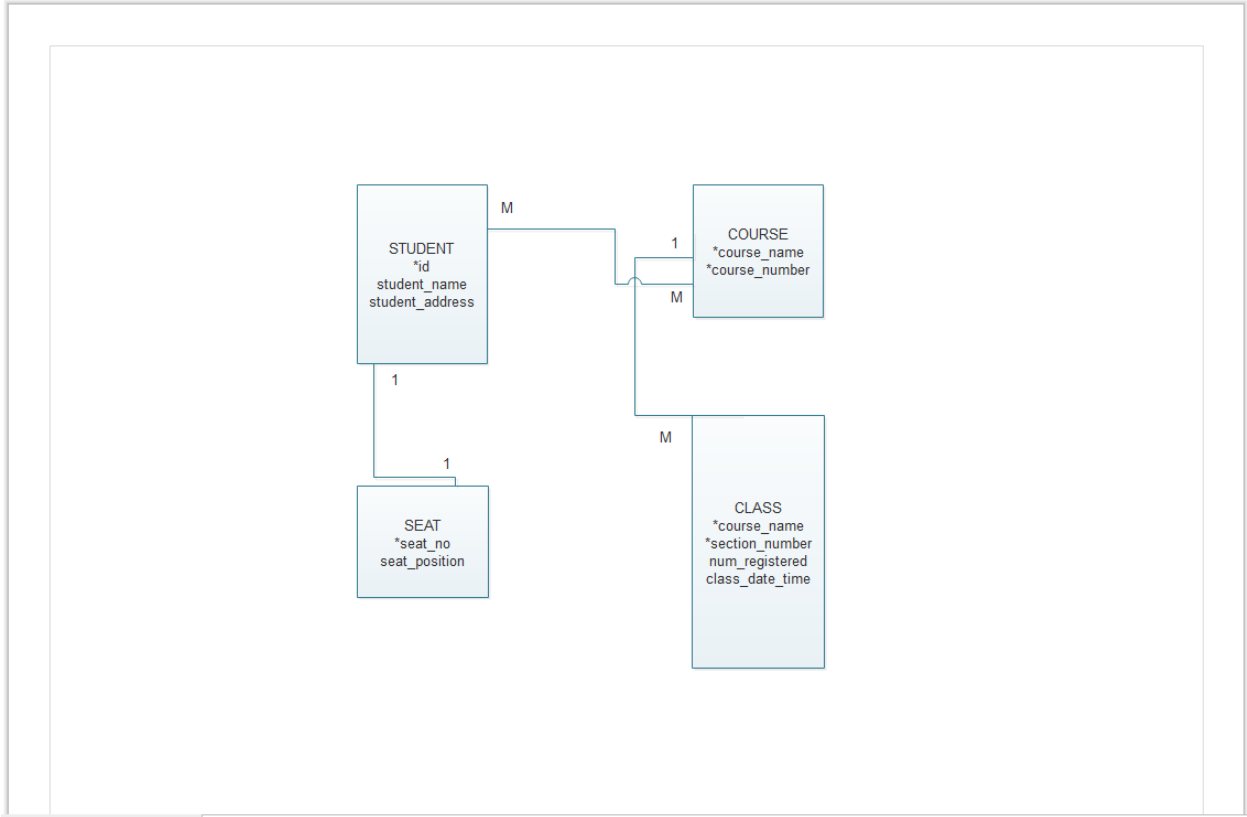 STUDENT
*id
student_name
student_address
M
1
M
COURSE
*course_name
*course_number
1
1
SEAT
*seat_no
seat_position
M
CLASS
*course_name
*section_number
num_registered
class_date_time